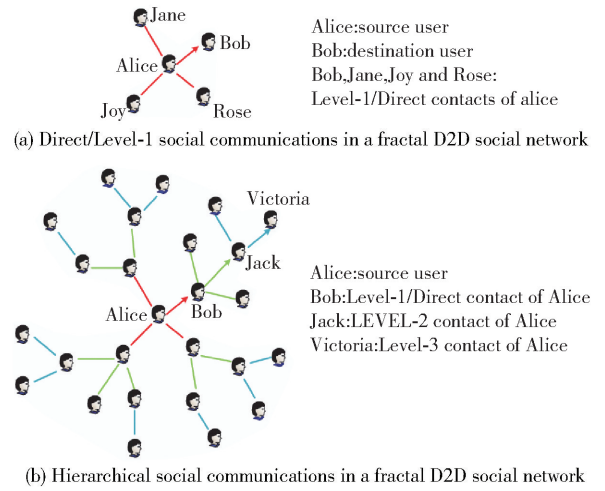 Jane
Bob
Alice
Joy
Rose
Alice:source user
Bob:destination user
Bob,Jane,Joy and Rose:
Level-1/Direct contacts of alice
(a) Direct/Level-1 social communications in a fractal D2D social network
Victoria
Jack
Bob
Alice
Alice:source user
Bob:Level-1/Direct contact of Alice
Jack:LEVEL-2 contact of Alice
Victoria:Level-3 contact of Alice
(b) Hierarchical social communications in a fractal D2D social network